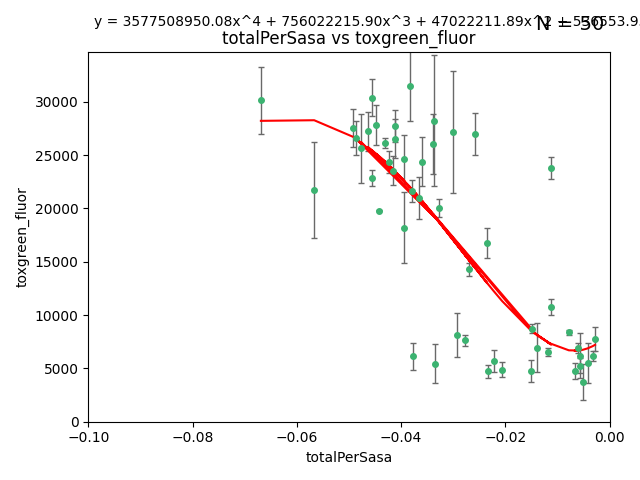 y = 3577508950.08x^4 + 756022215.90x^3 + 47022211.89x^2 +
N = 50
totalPerSasa vs toxgreen_fluor
30000
25000
20000
15000
10000
5000
0
toxgreen_fluor
−0.10 −0.08 −0.06 −0.04 −0.02 0.00
totalPerSasa